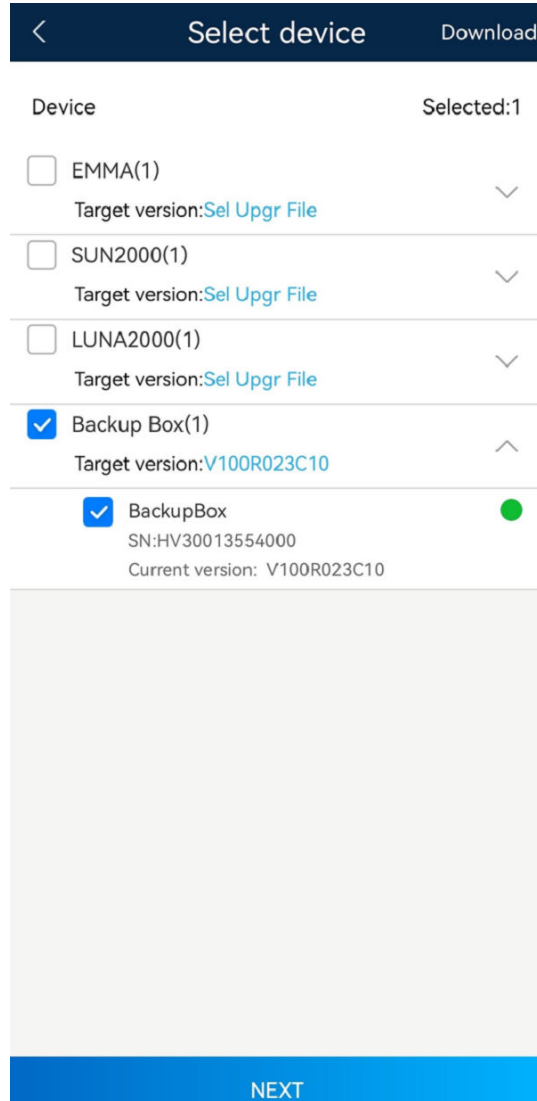 Select device Download
Device Selected:1
EMMA(1)
Target version:Sel Upgr File
SUN2000(1)
Target version:Sel Upgr File
LUNA2000(1)
Target version:Sel Upgr File
Backup Box(1)
Target version:V100R023C10
BackupBox
SN:HV30013554000
Current version: V100R023C10
NEXT